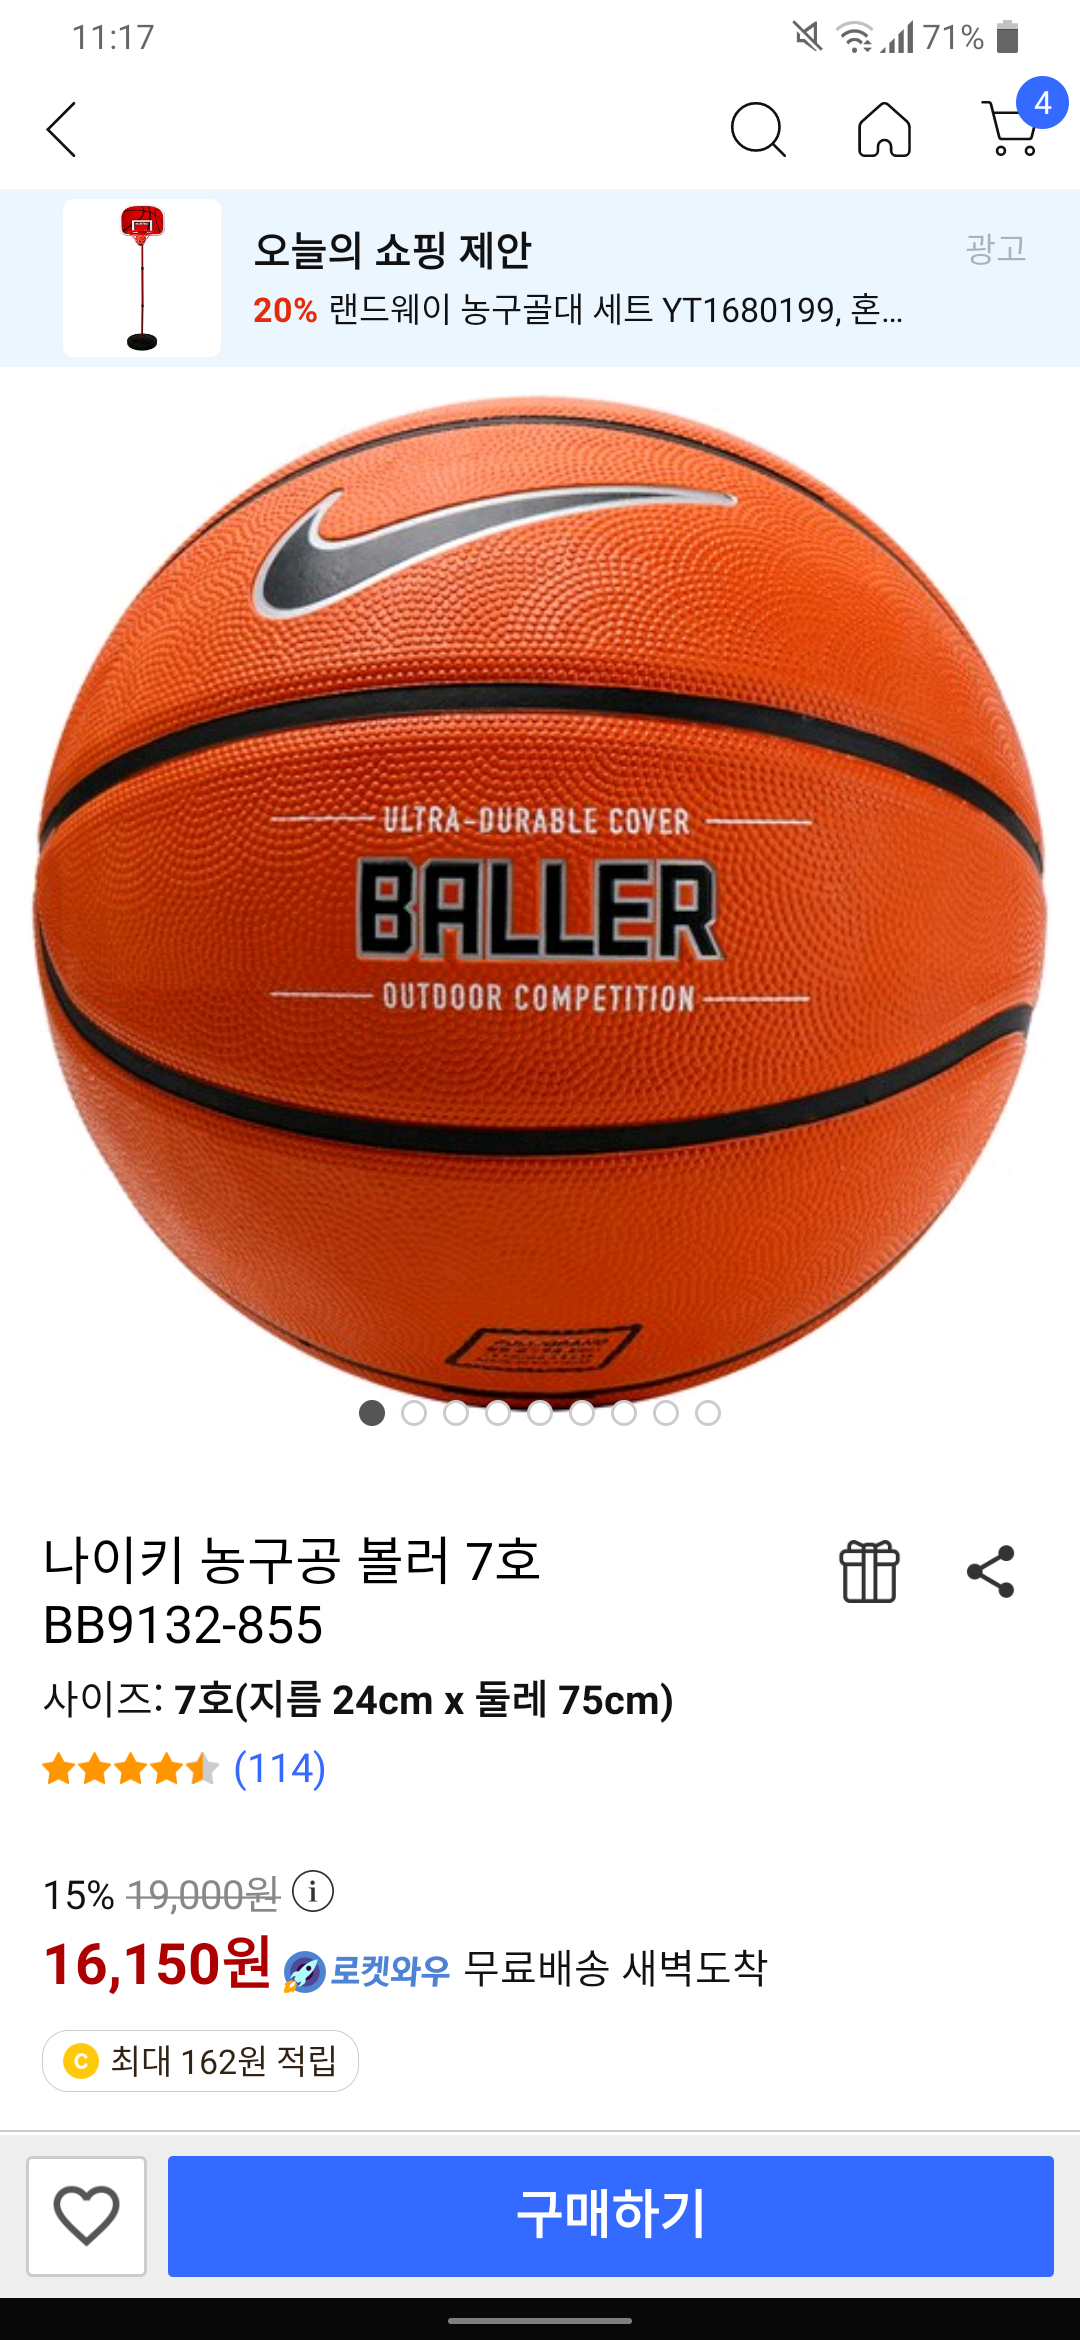 11:17
71%
4
오늘의 쇼핑 제안
광고
20% 랜드웨이 농구골대 세트 YT1680199, 혼...
ULTRA-DURABLE COVER
BALLER
OUTDOOR COMPETITION
나이키 농구공 볼러 7호
BB9132-855
사이즈: 7호(지름 24cm x 둘레 75cm)
(114)
15% 19,000원 i
16,150원 로켓와우 무료배송 새벽도착
C 최대 162원 적립
구매하기